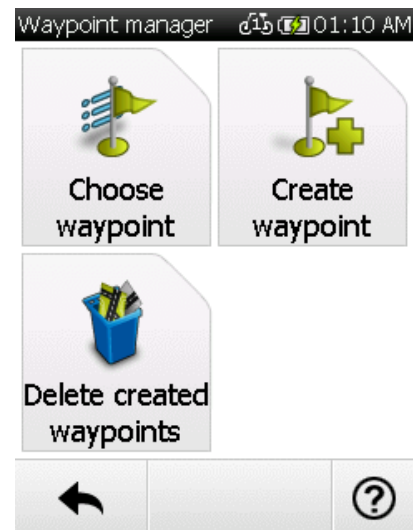 Waypoint manager 01:10 AM
Choose
waypoint
Create
waypoint
Delete created
waypoints
?